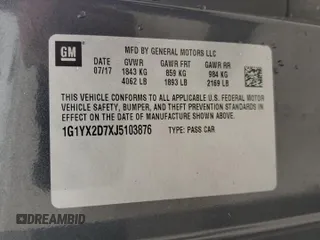 GM
MFD BY GENERAL MOTORS LLC
DATE GVWR GAWR FRT GAWR RR
07/17 1843 KG 859 KG 984 KG
4062 LB 1893 LB 2169 LB
THIS VEHICLE CONFORMS TO ALL APPLICABLE U.S. FEDERAL MOTOR
VEHICLE SAFETY, BUMPER, AND THEFT PREVENTION STANDARDS
IN EFFECT ON THE DATE OF MANUFACTURE SHOWN ABOVE.
1G1YX2D7XJ5103876 TYPE: PASS CAR
DREAMBID